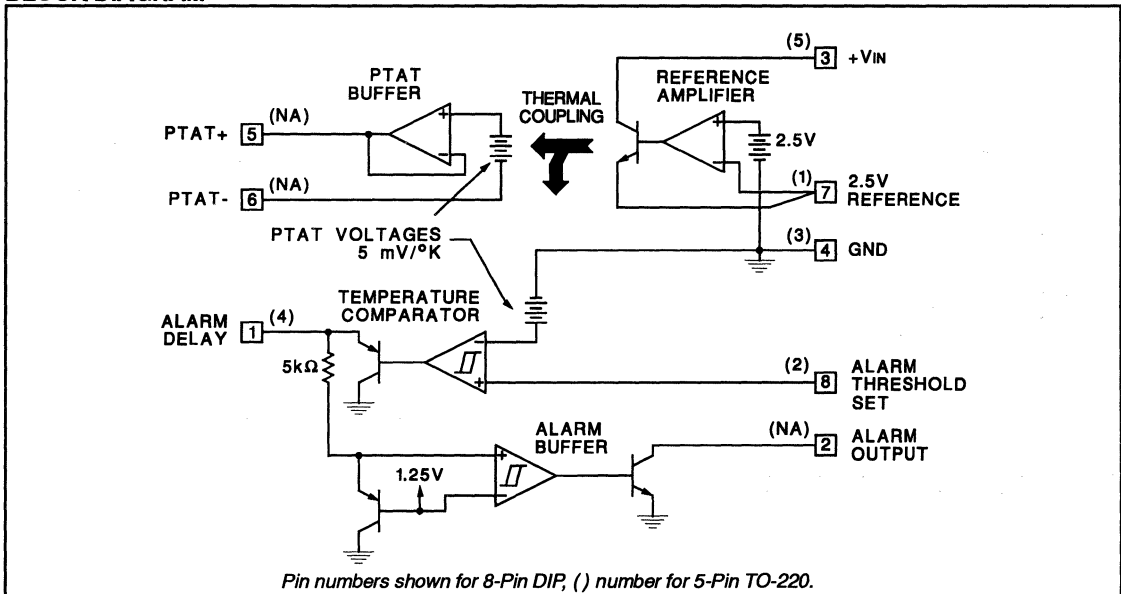 (5)
3 +VIN
PTAT
BUFFER
THERMAL
COUPLING
REFERENCE
AMPLIFIER
PTAT+ 5 (NA)
+
-
+
-
2.5V
PTAT- 6 (NA)
(1)
7 2.5V
REFERENCE
PTAT VOLTAGES
5 mV/°K
(3)
4 GND
TEMPERATURE
COMPARATOR
ALARM
DELAY
1 (4)
5kΩ
-
+
(2)
8 ALARM
THRESHOLD
SET
ALARM
BUFFER
(NA)
2 ALARM
OUTPUT
1.25V
+
-
Pin numbers shown for 8-Pin DIP, ( ) number for 5-Pin TO-220.